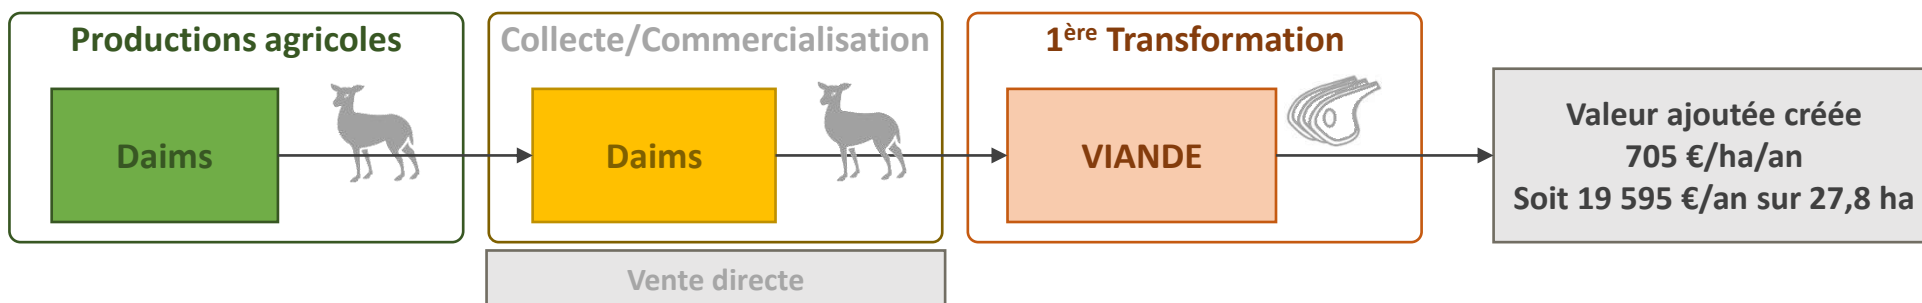 Productions agricoles
Daims
Collecte/Commercialisation
Daims
Vente directe
1ère Transformation
VIANDE
Valeur ajoutée créée
705 €/ha/an
Soit 19 595 €/an sur 27,8 ha